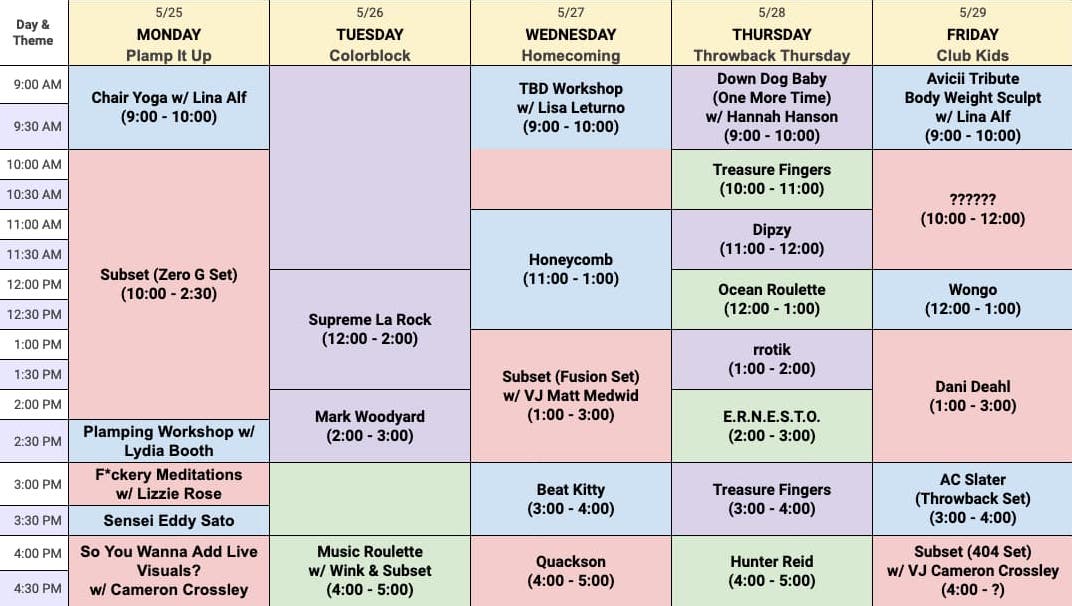 Day &
Theme
5/25
MONDAY
Plamp It Up
5/26
TUESDAY
Colorblock
5/27
WEDNESDAY
Homecoming
5/28
THURSDAY
Throwback Thursday
5/29
FRIDAY
Club Kids
9:00 AM
9:30 AM
10:00 AM
10:30 AM
11:00 AM
11:30 AM
12:00 PM
12:30 PM
1:00 PM
1:30 PM
2:00 PM
2:30 PM
3:00 PM
3:30 PM
4:00 PM
4:30 PM
Chair Yoga w/ Lina Alf
(9:00 - 10:00)
Subset (Zero G Set)
(10:00 - 2:30)
Plamping Workshop w/
Lydia Booth
F*ckery Meditations
w/ Lizzie Rose
Sensei Eddy Sato
So You Wanna Add Live
Visuals?
w/ Cameron Crossley
Supreme La Rock
(12:00 - 2:00)
Mark Woodyard
(2:00 - 3:00)
Music Roulette
w/ Wink & Subset
(4:00 - 5:00)
TBD Workshop
w/ Lisa Leturno
(9:00 - 10:00)
Honeycomb
(11:00 - 1:00)
Subset (Fusion Set)
w/ VJ Matt Medwid
(1:00 - 3:00)
Beat Kitty
(3:00 - 4:00)
Quackson
(4:00 - 5:00)
Down Dog Baby
(One More Time)
w/ Hannah Hanson
(9:00 - 10:00)
Treasure Fingers
(10:00 - 11:00)
Dipzy
(11:00 - 12:00)
Ocean Roulette
(12:00 - 1:00)
rrotik
(1:00 - 2:00)
E.R.N.E.S.T.O.
(2:00 - 3:00)
Treasure Fingers
(3:00 - 4:00)
Hunter Reid
(4:00 - 5:00)
Avicii Tribute
Body Weight Sculpt
w/ Lina Alf
(9:00 - 10:00)
??????
(10:00 - 12:00)
Wongo
(12:00 - 1:00)
Dani Deahl
(1:00 - 3:00)
AC Slater
(Throwback Set)
(3:00 - 4:00)
Subset (404 Set)
w/ VJ Cameron Crossley
(4:00 - ?)